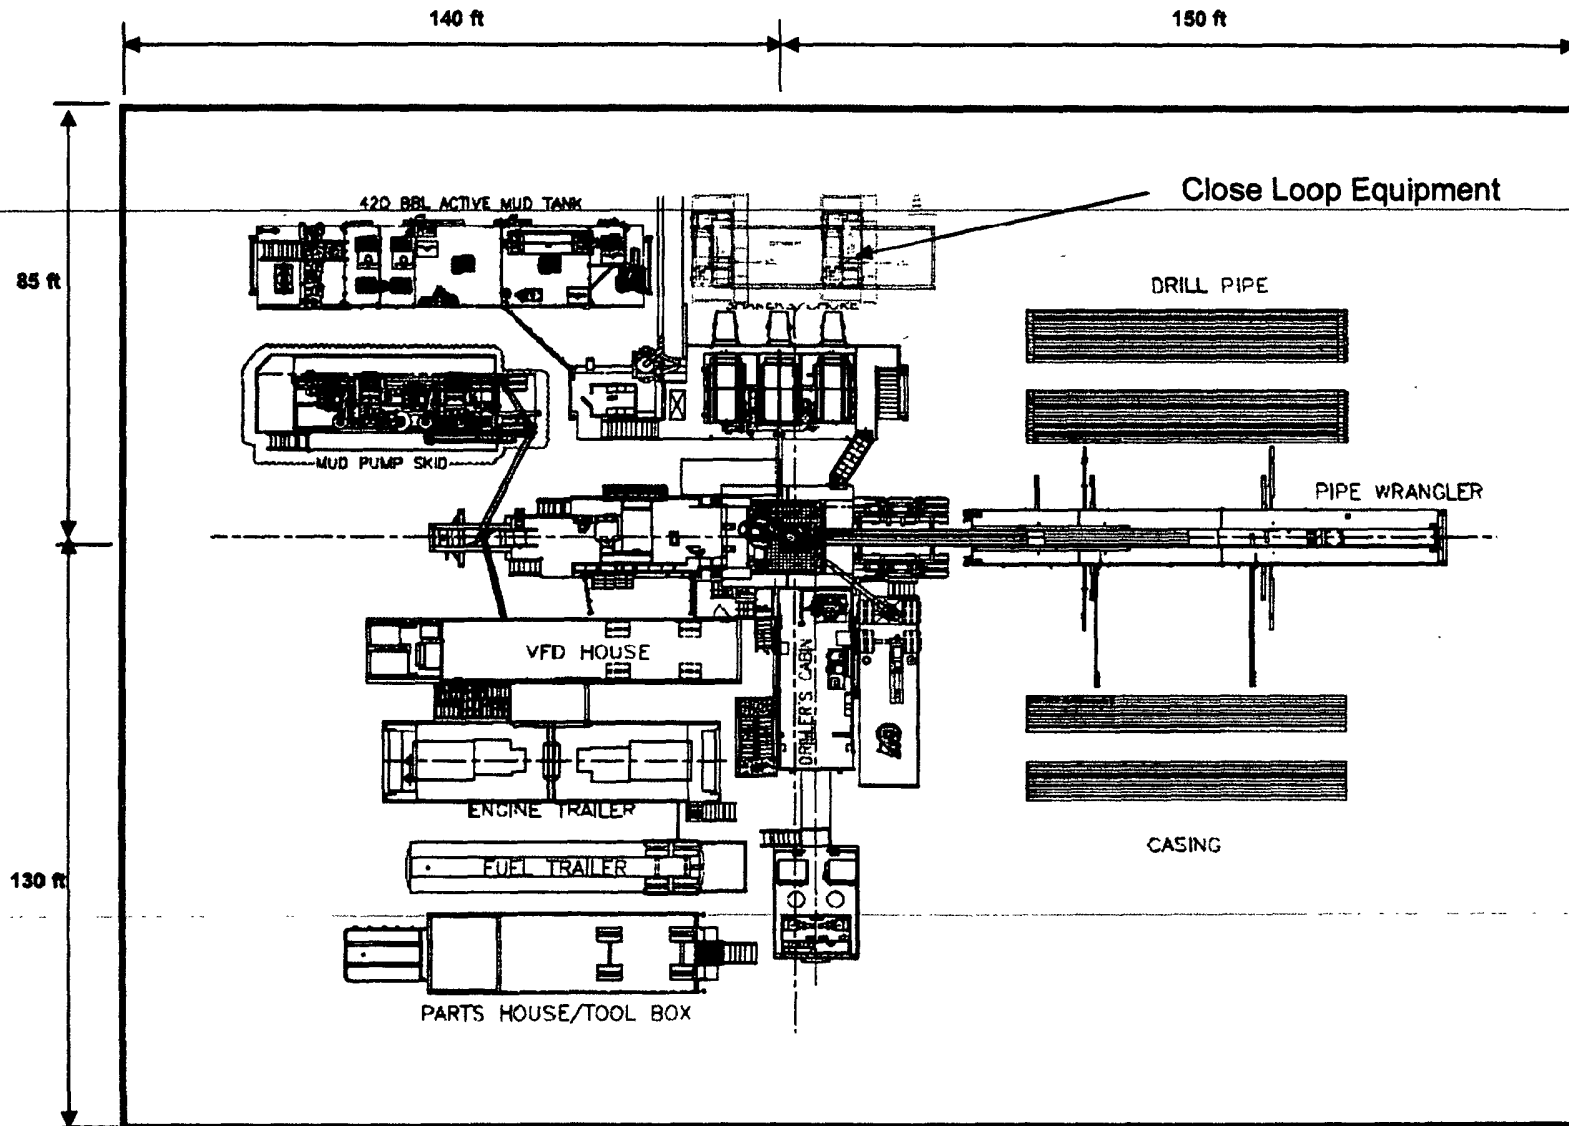 140 ft
150 ft
Close Loop Equipment
420 BBL ACTIVE MUD TANK
85 ft
DRILL PIPE
MUD PUMP SKID
PIPE WRANGLER
VFD HOUSE
DRILLER'S CABIN
ENGINE TRAILER
CASING
FUEL TRAILER
130 ft
PARTS HOUSE/TOOL BOX